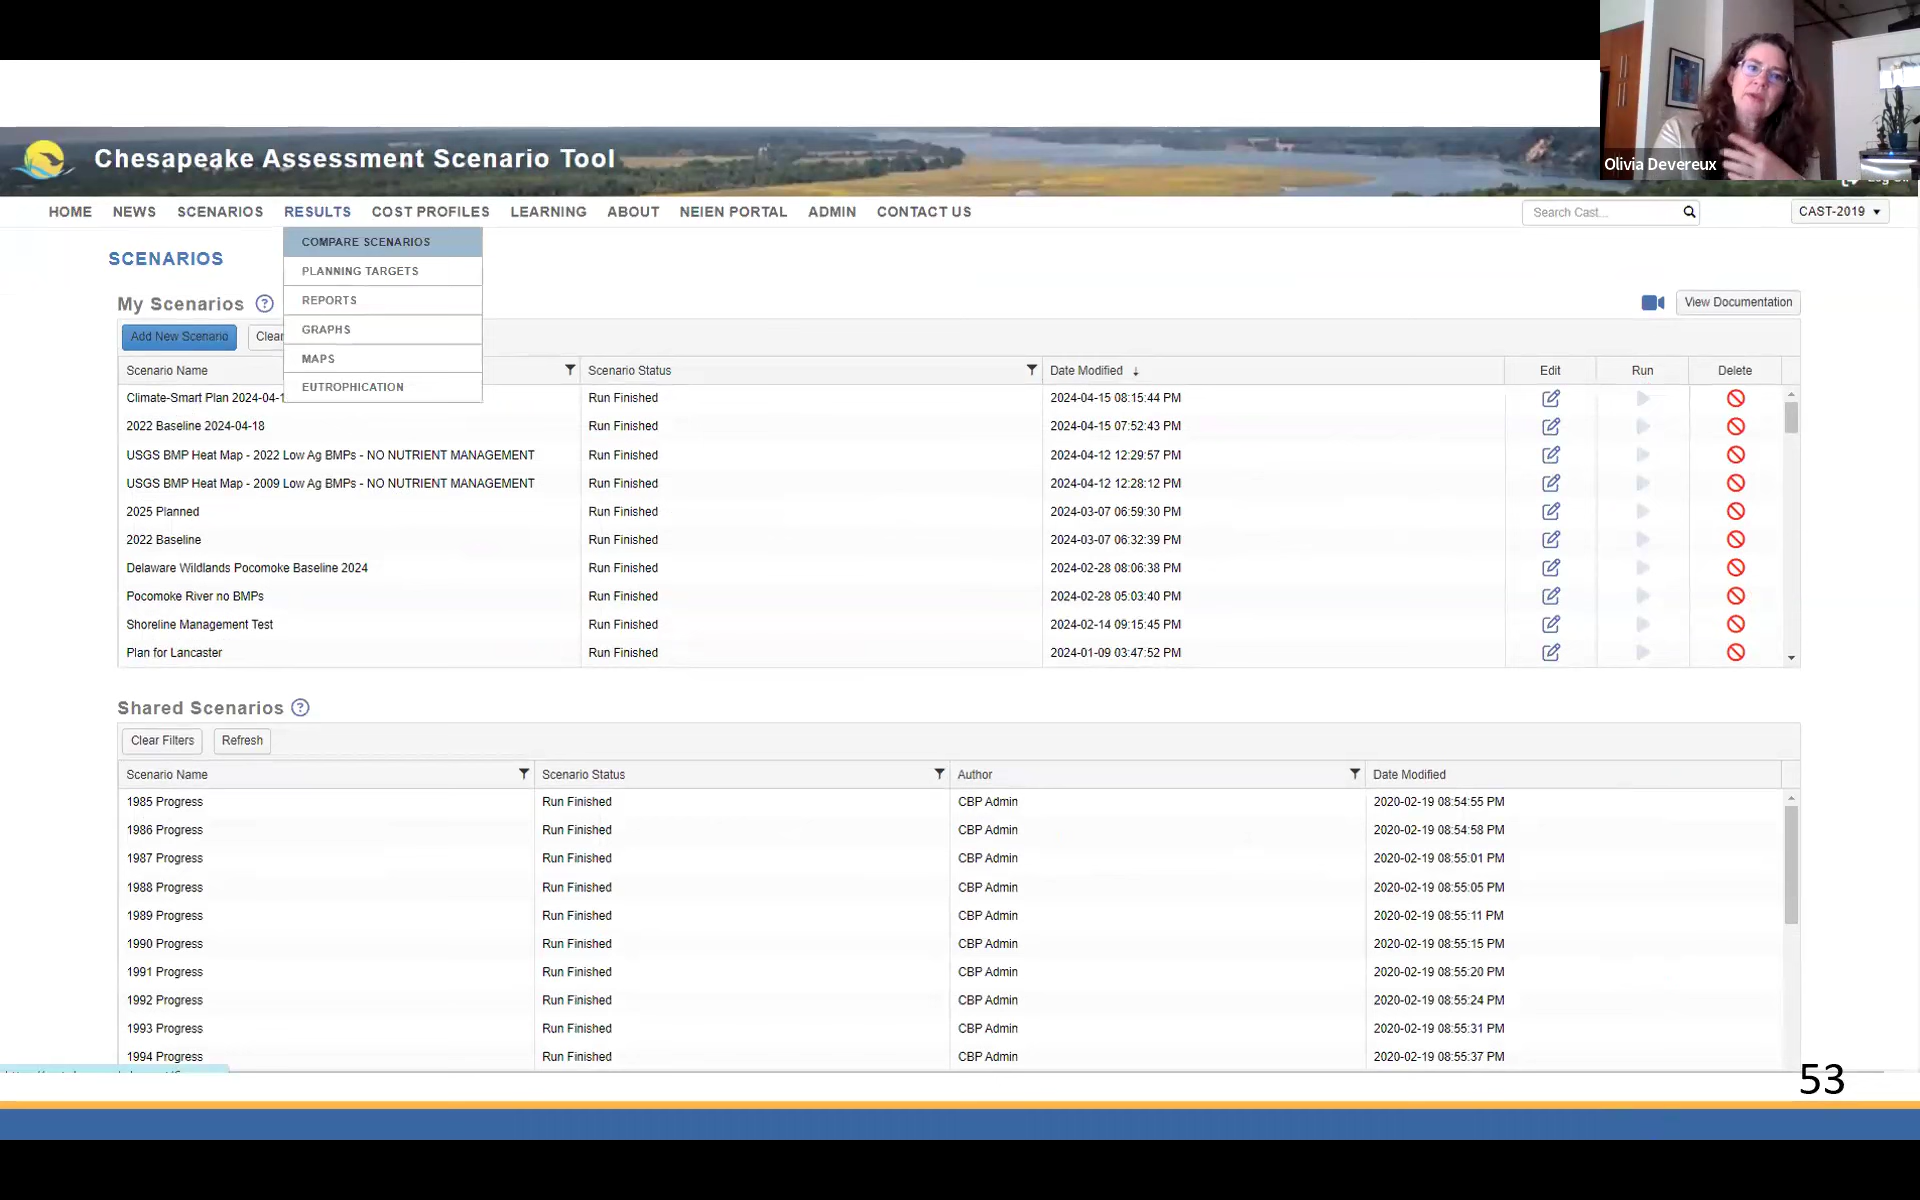 Olivia Devereux
Chesapeake Assessment Scenario Tool
HOME NEWS SCENARIOS RESULTS COST PROFILES LEARNING ABOUT NEIEN PORTAL ADMIN CONTACT US Search Cast... CAST-2019
COMPARE SCENARIOS
PLANNING TARGETS
REPORTS
GRAPHS
MAPS
EUTROPHICATION
SCENARIOS
My Scenarios ? View Documentation
Add New Scenario Clear
Scenario Name Scenario Status Date Modified ↓ Edit Run Delete
Climate-Smart Plan 2024-04-1 Run Finished 2024-04-15 08:15:44 PM
2022 Baseline 2024-04-18 Run Finished 2024-04-15 07:52:43 PM
USGS BMP Heat Map - 2022 Low Ag BMPs - NO NUTRIENT MANAGEMENT Run Finished 2024-04-12 12:29:57 PM
USGS BMP Heat Map - 2009 Low Ag BMPs - NO NUTRIENT MANAGEMENT Run Finished 2024-04-12 12:28:12 PM
2025 Planned Run Finished 2024-03-07 06:59:30 PM
2022 Baseline Run Finished 2024-03-07 06:32:39 PM
Delaware Wildlands Pocomoke Baseline 2024 Run Finished 2024-02-28 08:06:38 PM
Pocomoke River no BMPs Run Finished 2024-02-28 05:03:40 PM
Shoreline Management Test Run Finished 2024-02-14 09:15:45 PM
Plan for Lancaster Run Finished 2024-01-09 03:47:52 PM
Shared Scenarios ?
Clear Filters Refresh
Scenario Name Scenario Status Author Date Modified
1985 Progress Run Finished CBP Admin 2020-02-19 08:54:55 PM
1986 Progress Run Finished CBP Admin 2020-02-19 08:54:58 PM
1987 Progress Run Finished CBP Admin 2020-02-19 08:55:01 PM
1988 Progress Run Finished CBP Admin 2020-02-19 08:55:05 PM
1989 Progress Run Finished CBP Admin 2020-02-19 08:55:11 PM
1990 Progress Run Finished CBP Admin 2020-02-19 08:55:15 PM
1991 Progress Run Finished CBP Admin 2020-02-19 08:55:20 PM
1992 Progress Run Finished CBP Admin 2020-02-19 08:55:24 PM
1993 Progress Run Finished CBP Admin 2020-02-19 08:55:31 PM
1994 Progress Run Finished CBP Admin 2020-02-19 08:55:37 PM
53